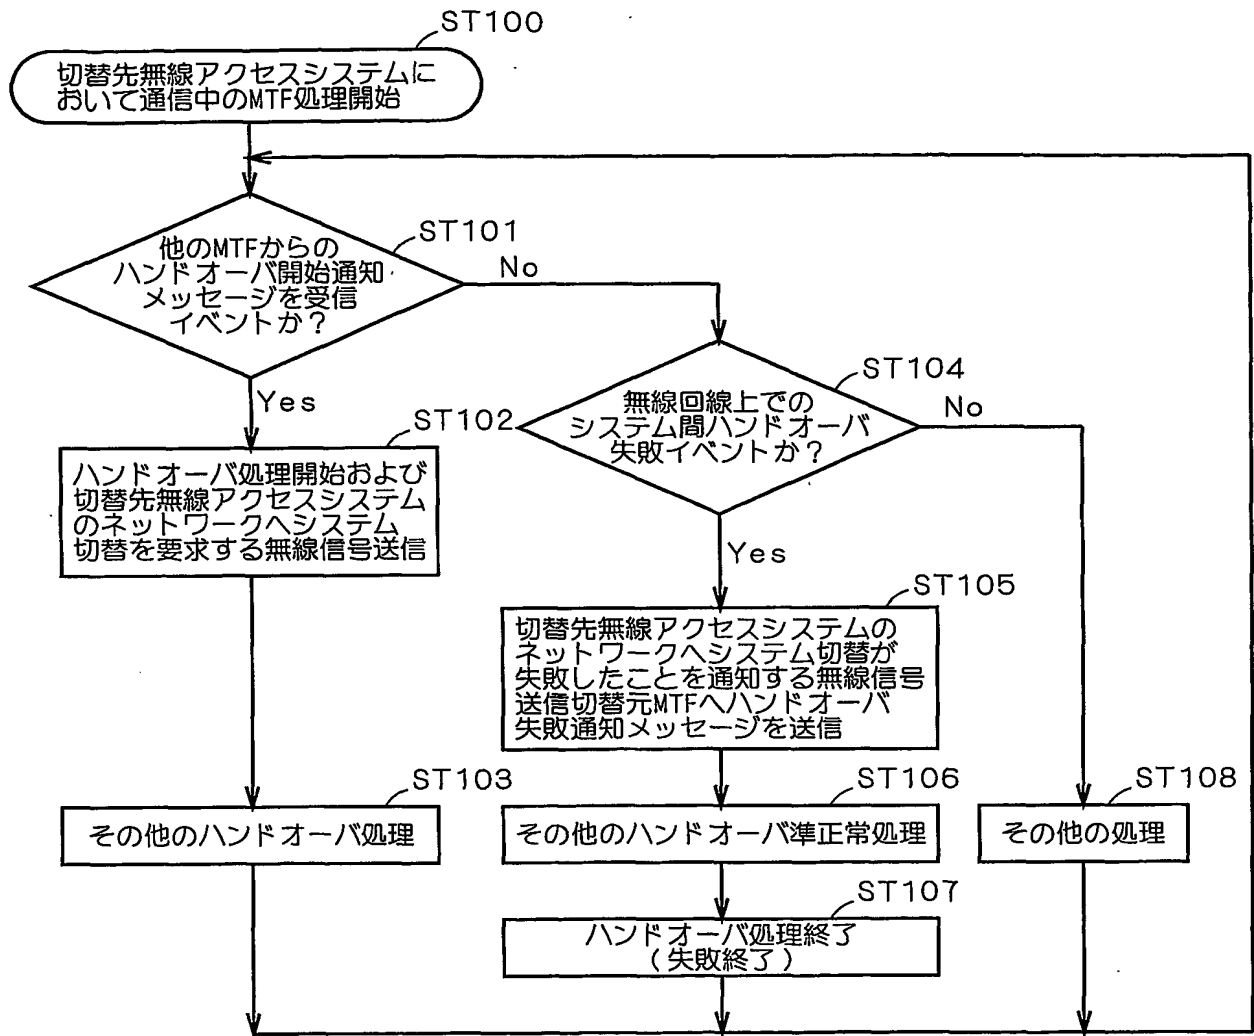 ST100
切替先無線アクセスシステムに
おいて通信中のMTF処理開始
ST101
他のMTFからの
ハンドオーバ開始通知
メッセージを受信
イベントか？
No
Yes
ST102
ハンドオーバ処理開始および
切替先無線アクセスシステム
のネットワークへシステム
切替を要求する無線信号送信
ST103
その他のハンドオーバ処理
ST104
無線回線上での
システム間ハンドオーバ
失敗イベントか？
No
Yes
ST105
切替先無線アクセスシステムの
ネットワークへシステム切替が
失敗したことを通知する無線信号
送信切替元MTFへハンドオーバ
失敗通知メッセージを送信
ST106
その他のハンドオーバ準正常処理
ST107
ハンドオーバ処理終了
（失敗終了）
ST108
その他の処理